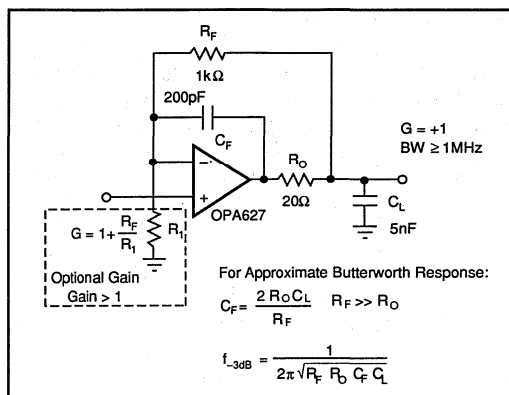 R_F
1kΩ
200pF
C_F
G = +1
BW ≥ 1MHz
–
+
OPA627
R_O
20Ω
C_L
5nF
G = 1 + R_F / R_1
R_1
Optional Gain
Gain > 1
For Approximate Butterworth Response:
C_F = 2 R_O C_L / R_F    R_F >> R_O
f_–3dB = 1 / 2π√R_F R_O C_F C_L